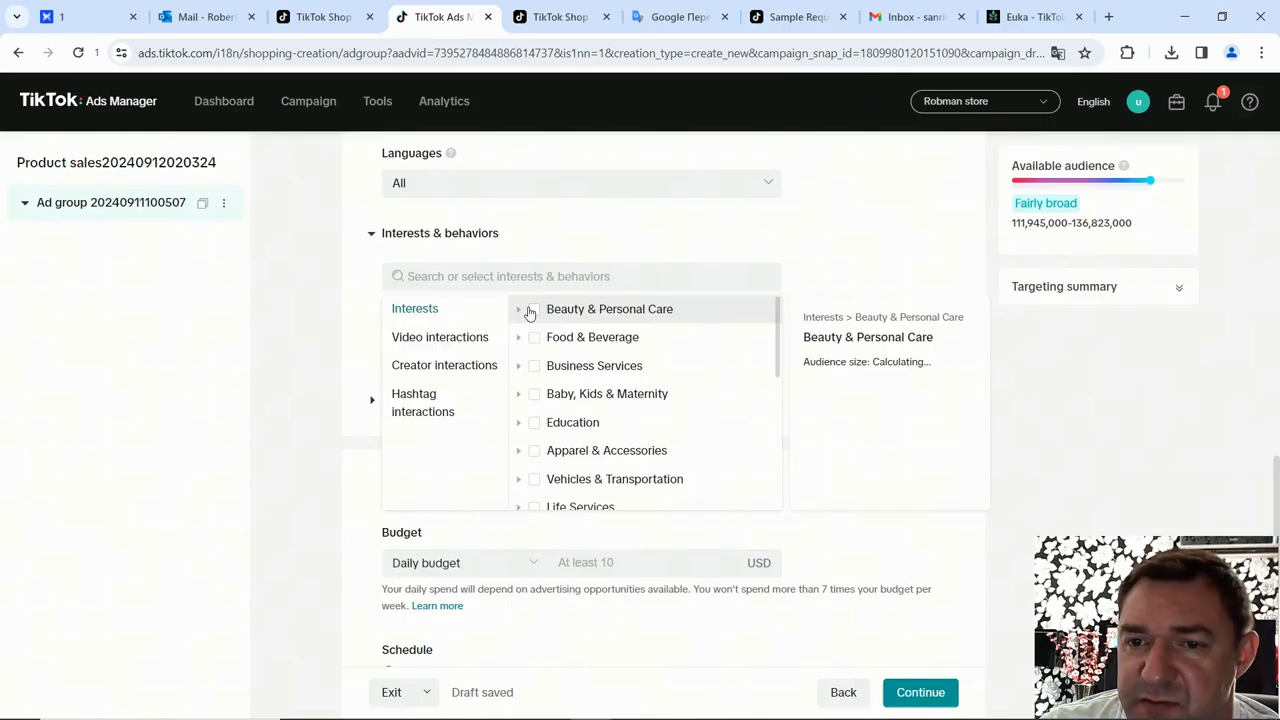 Mail - Rober
TikTok Shop
TikTok Ads M
TikTok Shop
Google Пере
Sample Requ
Inbox - sanri
Euka - TikTo
1
ads.tiktok.com/i18n/shopping-creation/adgroup?aadvid=7395278484868814737&is1nn=1&creation_type=create_new&campaign_snap_id=1809980120151090&campaign_dr...
TikTok: Ads Manager
Dashboard
Campaign
Tools
Analytics
Robman store
English
u
1
Product sales20240912020324
Ad group 20240911100507
Languages
All
Interests & behaviors
Search or select interests & behaviors
Interests
Video interactions
Creator interactions
Hashtag
interactions
Beauty & Personal Care
Food & Beverage
Business Services
Baby, Kids & Maternity
Education
Apparel & Accessories
Vehicles & Transportation
Life Services
Interests > Beauty & Personal Care
Beauty & Personal Care
Audience size: Calculating...
Available audience
Fairly broad
111,945,000-136,823,000
Targeting summary
Budget
Daily budget
At least 10
USD
Your daily spend will depend on advertising opportunities available. You won't spend more than 7 times your budget per
week. Learn more
Schedule
Exit
Draft saved
Back
Continue